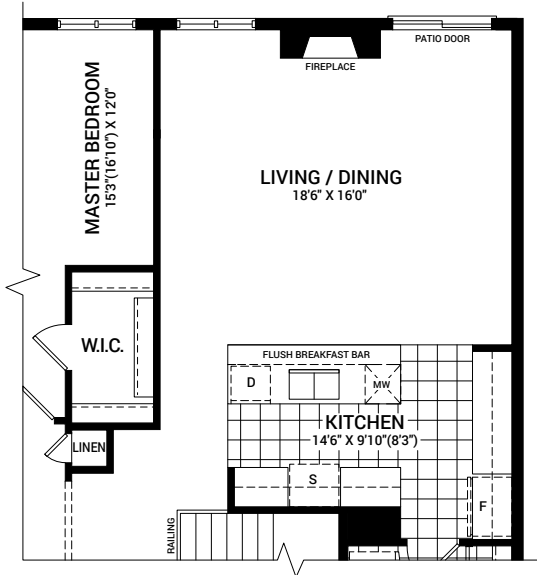 PATIO DOOR
FIREPLACE
MASTER BEDROOM
15'3"(16'10") X 12'0"
LIVING / DINING
18'6" X 16'0"
W.I.C.
FLUSH BREAKFAST BAR
D
MW
KITCHEN
14'6" X 9'10"(8'3")
LINEN
S
F
RAILING